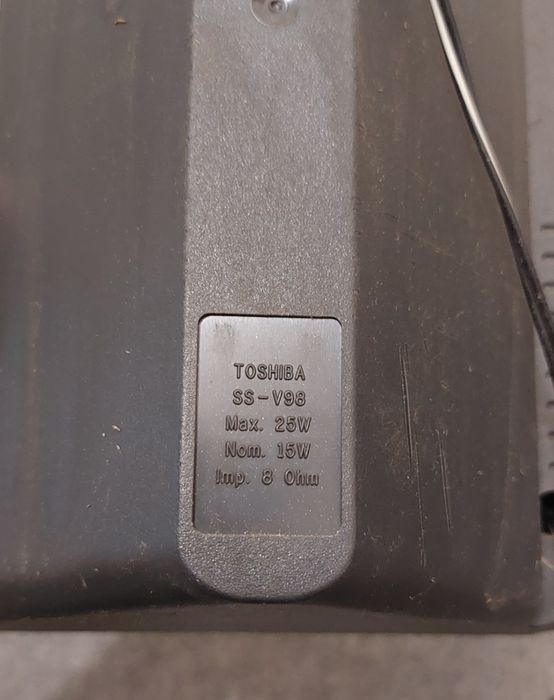 TOSHIBA
SS-V98
Max. 25W
Nom. 15W
Imp. 8 Ohm